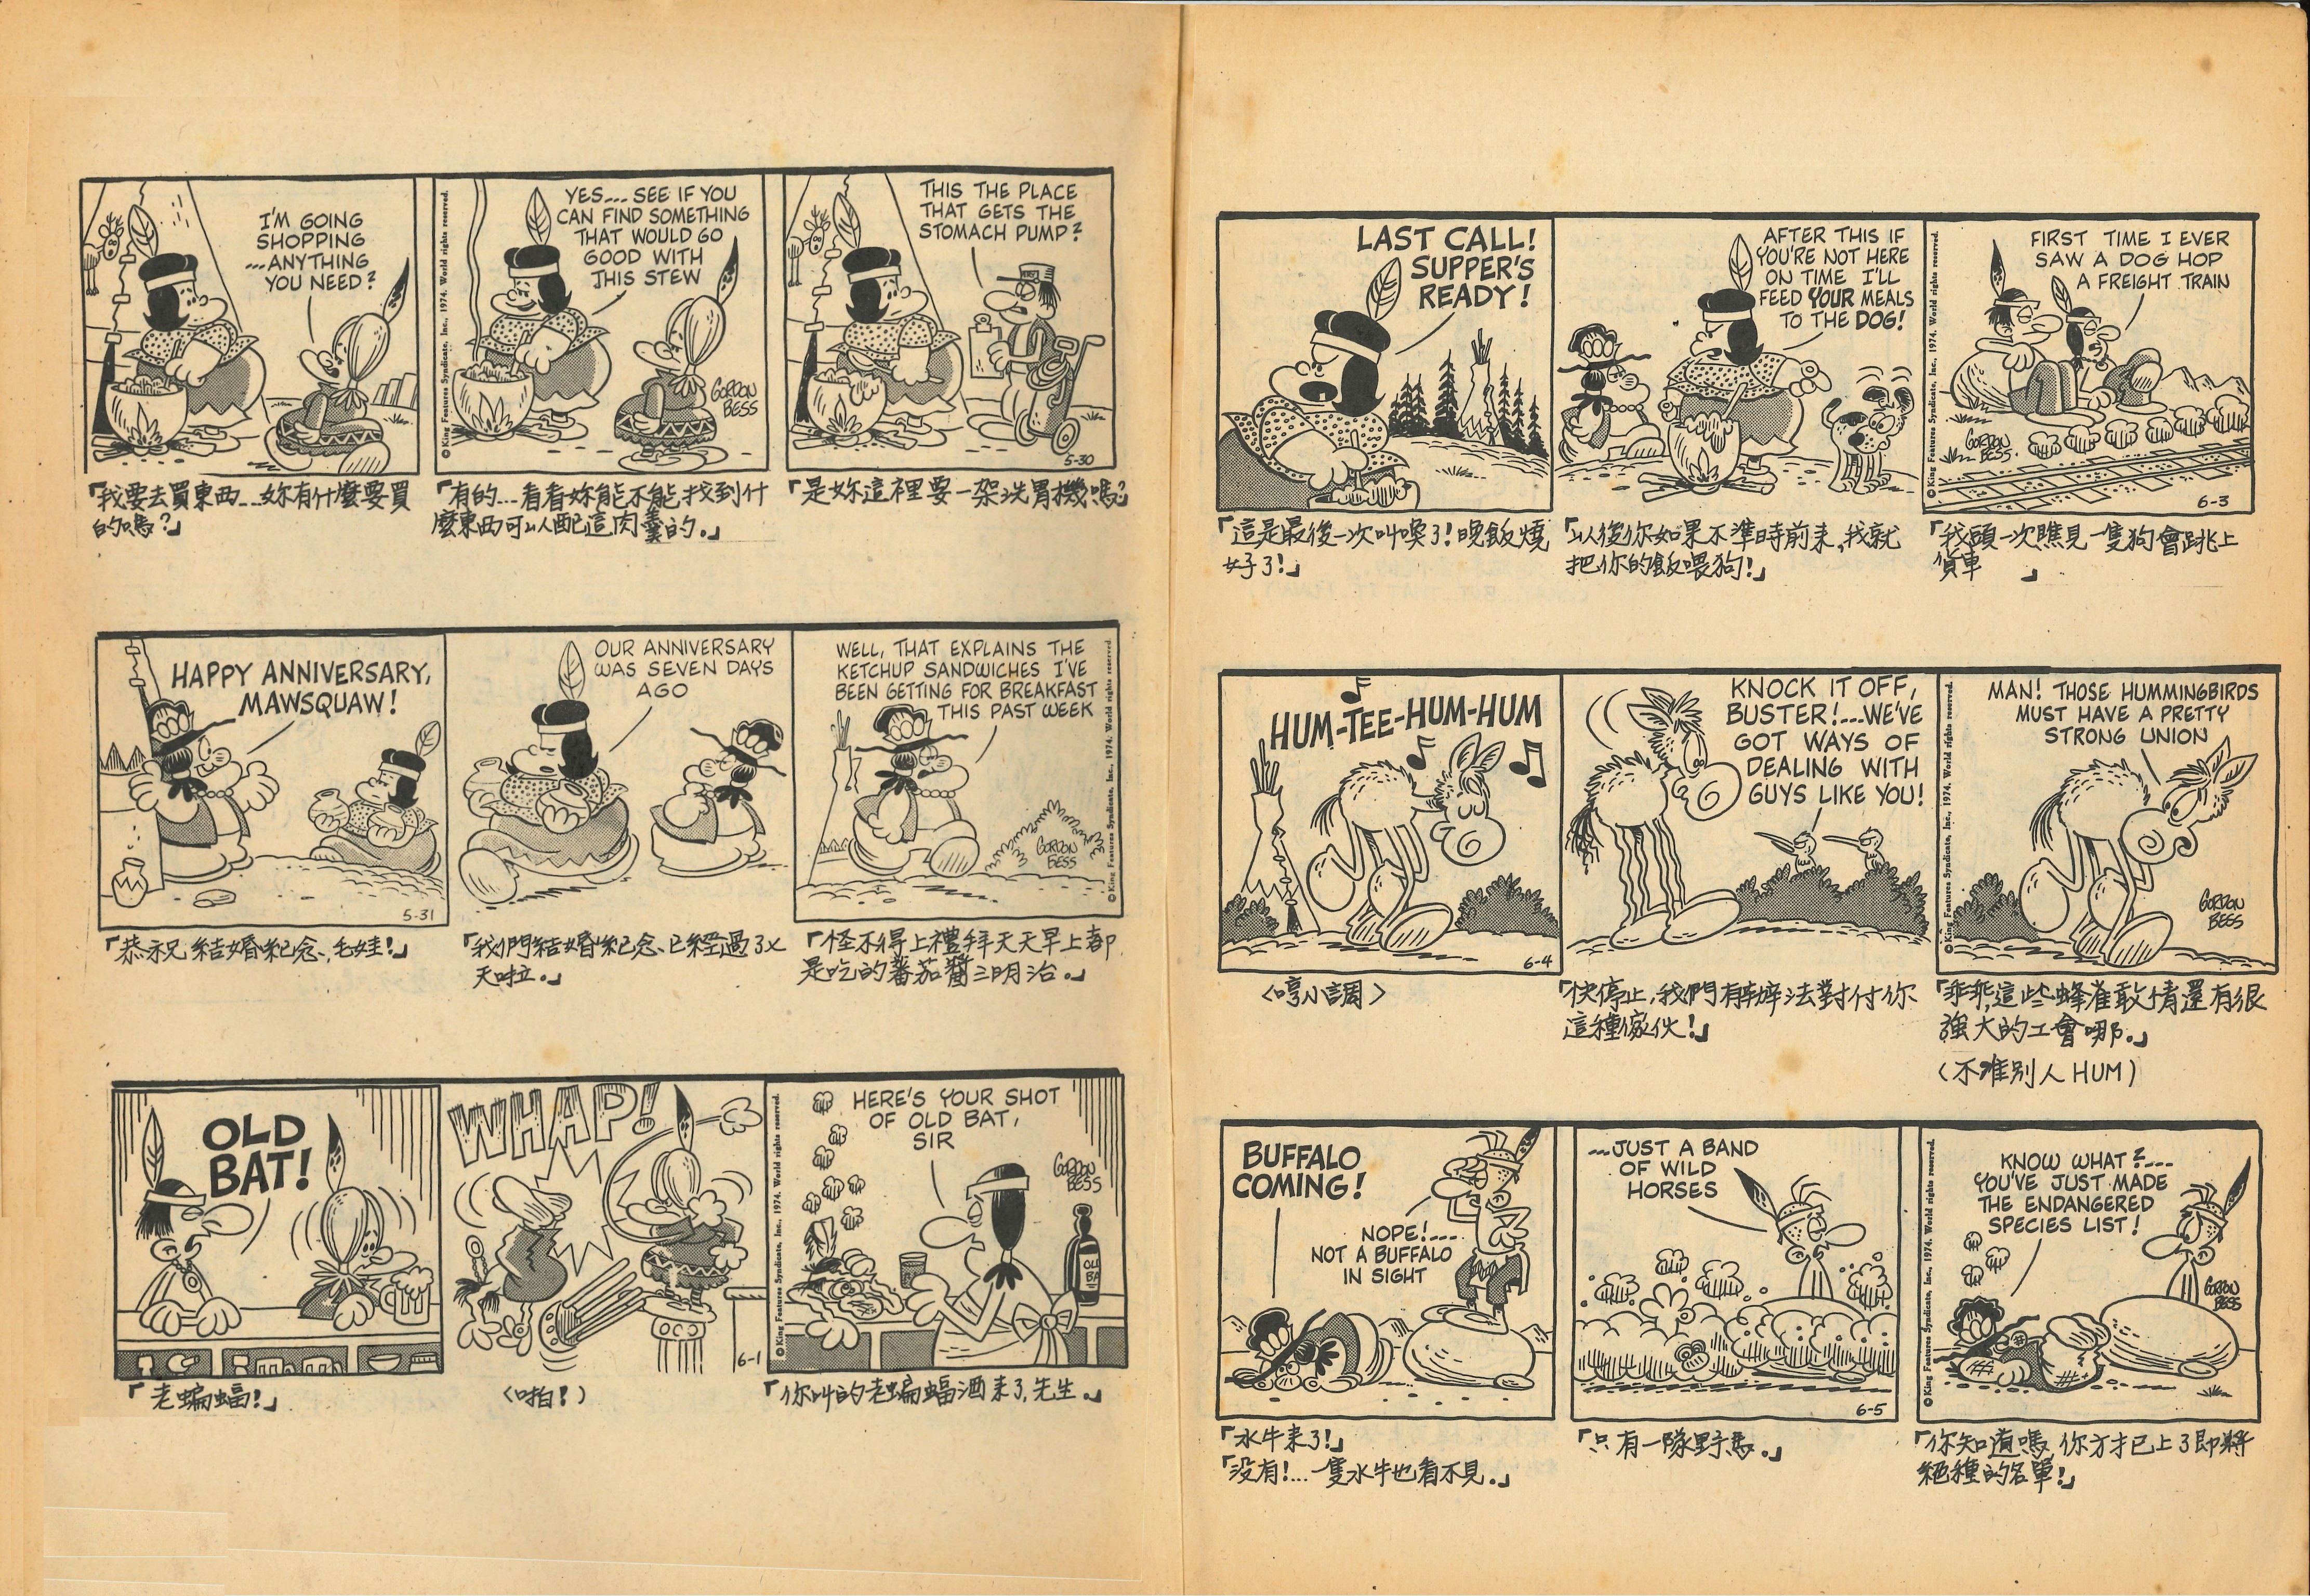 I'M GOING
SHOPPING
...ANYTHING
YOU NEED?
© King Features Syndicate, Inc., 1974. World rights reserved.
YES... SEE IF YOU
CAN FIND SOMETHING
THAT WOULD GO
GOOD WITH
THIS STEW
GORDON
BESS
THIS THE PLACE
THAT GETS THE
STOMACH PUMP?
5-30
「我要去買東西...妳有什麼要買
的嗎?」
「有的...看看妳能不能找到什
麼東西可以配這肉羹的.」
「是妳這裡要一架洗胃機嗎?
HAPPY ANNIVERSARY,
MAWSQUAW!
5-31
OUR ANNIVERSARY
WAS SEVEN DAYS
AGO
WELL, THAT EXPLAINS THE
KETCHUP SANDWICHES I'VE
BEEN GETTING FOR BREAKFAST
THIS PAST WEEK
GORDON
BESS
© King Features Syndicate, Inc., 1974. World rights reserved.
「恭祝結婚紀念,毛娃!」
「我們結婚紀念已經過了七
天啦.」
「怪不得上禮拜天天早上都
是吃的蕃茄醬三明治.」
OLD
BAT!
WHAP!
6-1
© King Features Syndicate, Inc., 1974. World rights reserved.
HERE'S YOUR SHOT
OF OLD BAT,
SIR
GORDON
BESS
OLD
BA
「老蝙蝠!」
(啪!)
「你叫的老蝙蝠酒来了,先生.」
LAST CALL!
SUPPER'S
READY!
AFTER THIS IF
YOU'RE NOT HERE
ON TIME I'LL
FEED YOUR MEALS
TO THE DOG!
© King Features Syndicate, Inc., 1974. World rights reserved.
FIRST TIME I EVER
SAW A DOG HOP
A FREIGHT TRAIN
GORDON
BESS
6-3
「這是最後一次叫喚了!晚飯燒
好了!」
「以後你如果不準時前来,我就
把你的飯喂狗!」
「我頭一次瞧見一隻狗會跳上
貨車 」
HUM-TEE-HUM-HUM
6-4
KNOCK IT OFF,
BUSTER!...WE'VE
GOT WAYS OF
DEALING WITH
GUYS LIKE YOU!
© King Features Syndicate, Inc., 1974. World rights reserved.
MAN! THOSE HUMMINGBIRDS
MUST HAVE A PRETTY
STRONG UNION
GORDON
BESS
〈哼小調〉
「快停止,我們有辦法對付你
這種傢伙!」
「乖乖,這些蜂雀敢情還有很
強大的工會哪.」
(不准別人HUM)
BUFFALO
COMING!
NOPE!...
NOT A BUFFALO
IN SIGHT
...JUST A BAND
OF WILD
HORSES
6-5
© King Features Syndicate, Inc., 1974. World rights reserved.
KNOW WHAT?...
YOU'VE JUST MADE
THE ENDANGERED
SPECIES LIST!
GORDON
BESS
「水牛来了!」
「没有!...一隻水牛也看不見.」
「只有一隊野馬.」
「你知道嗎,你方才已上了即將
絕種的名單!」